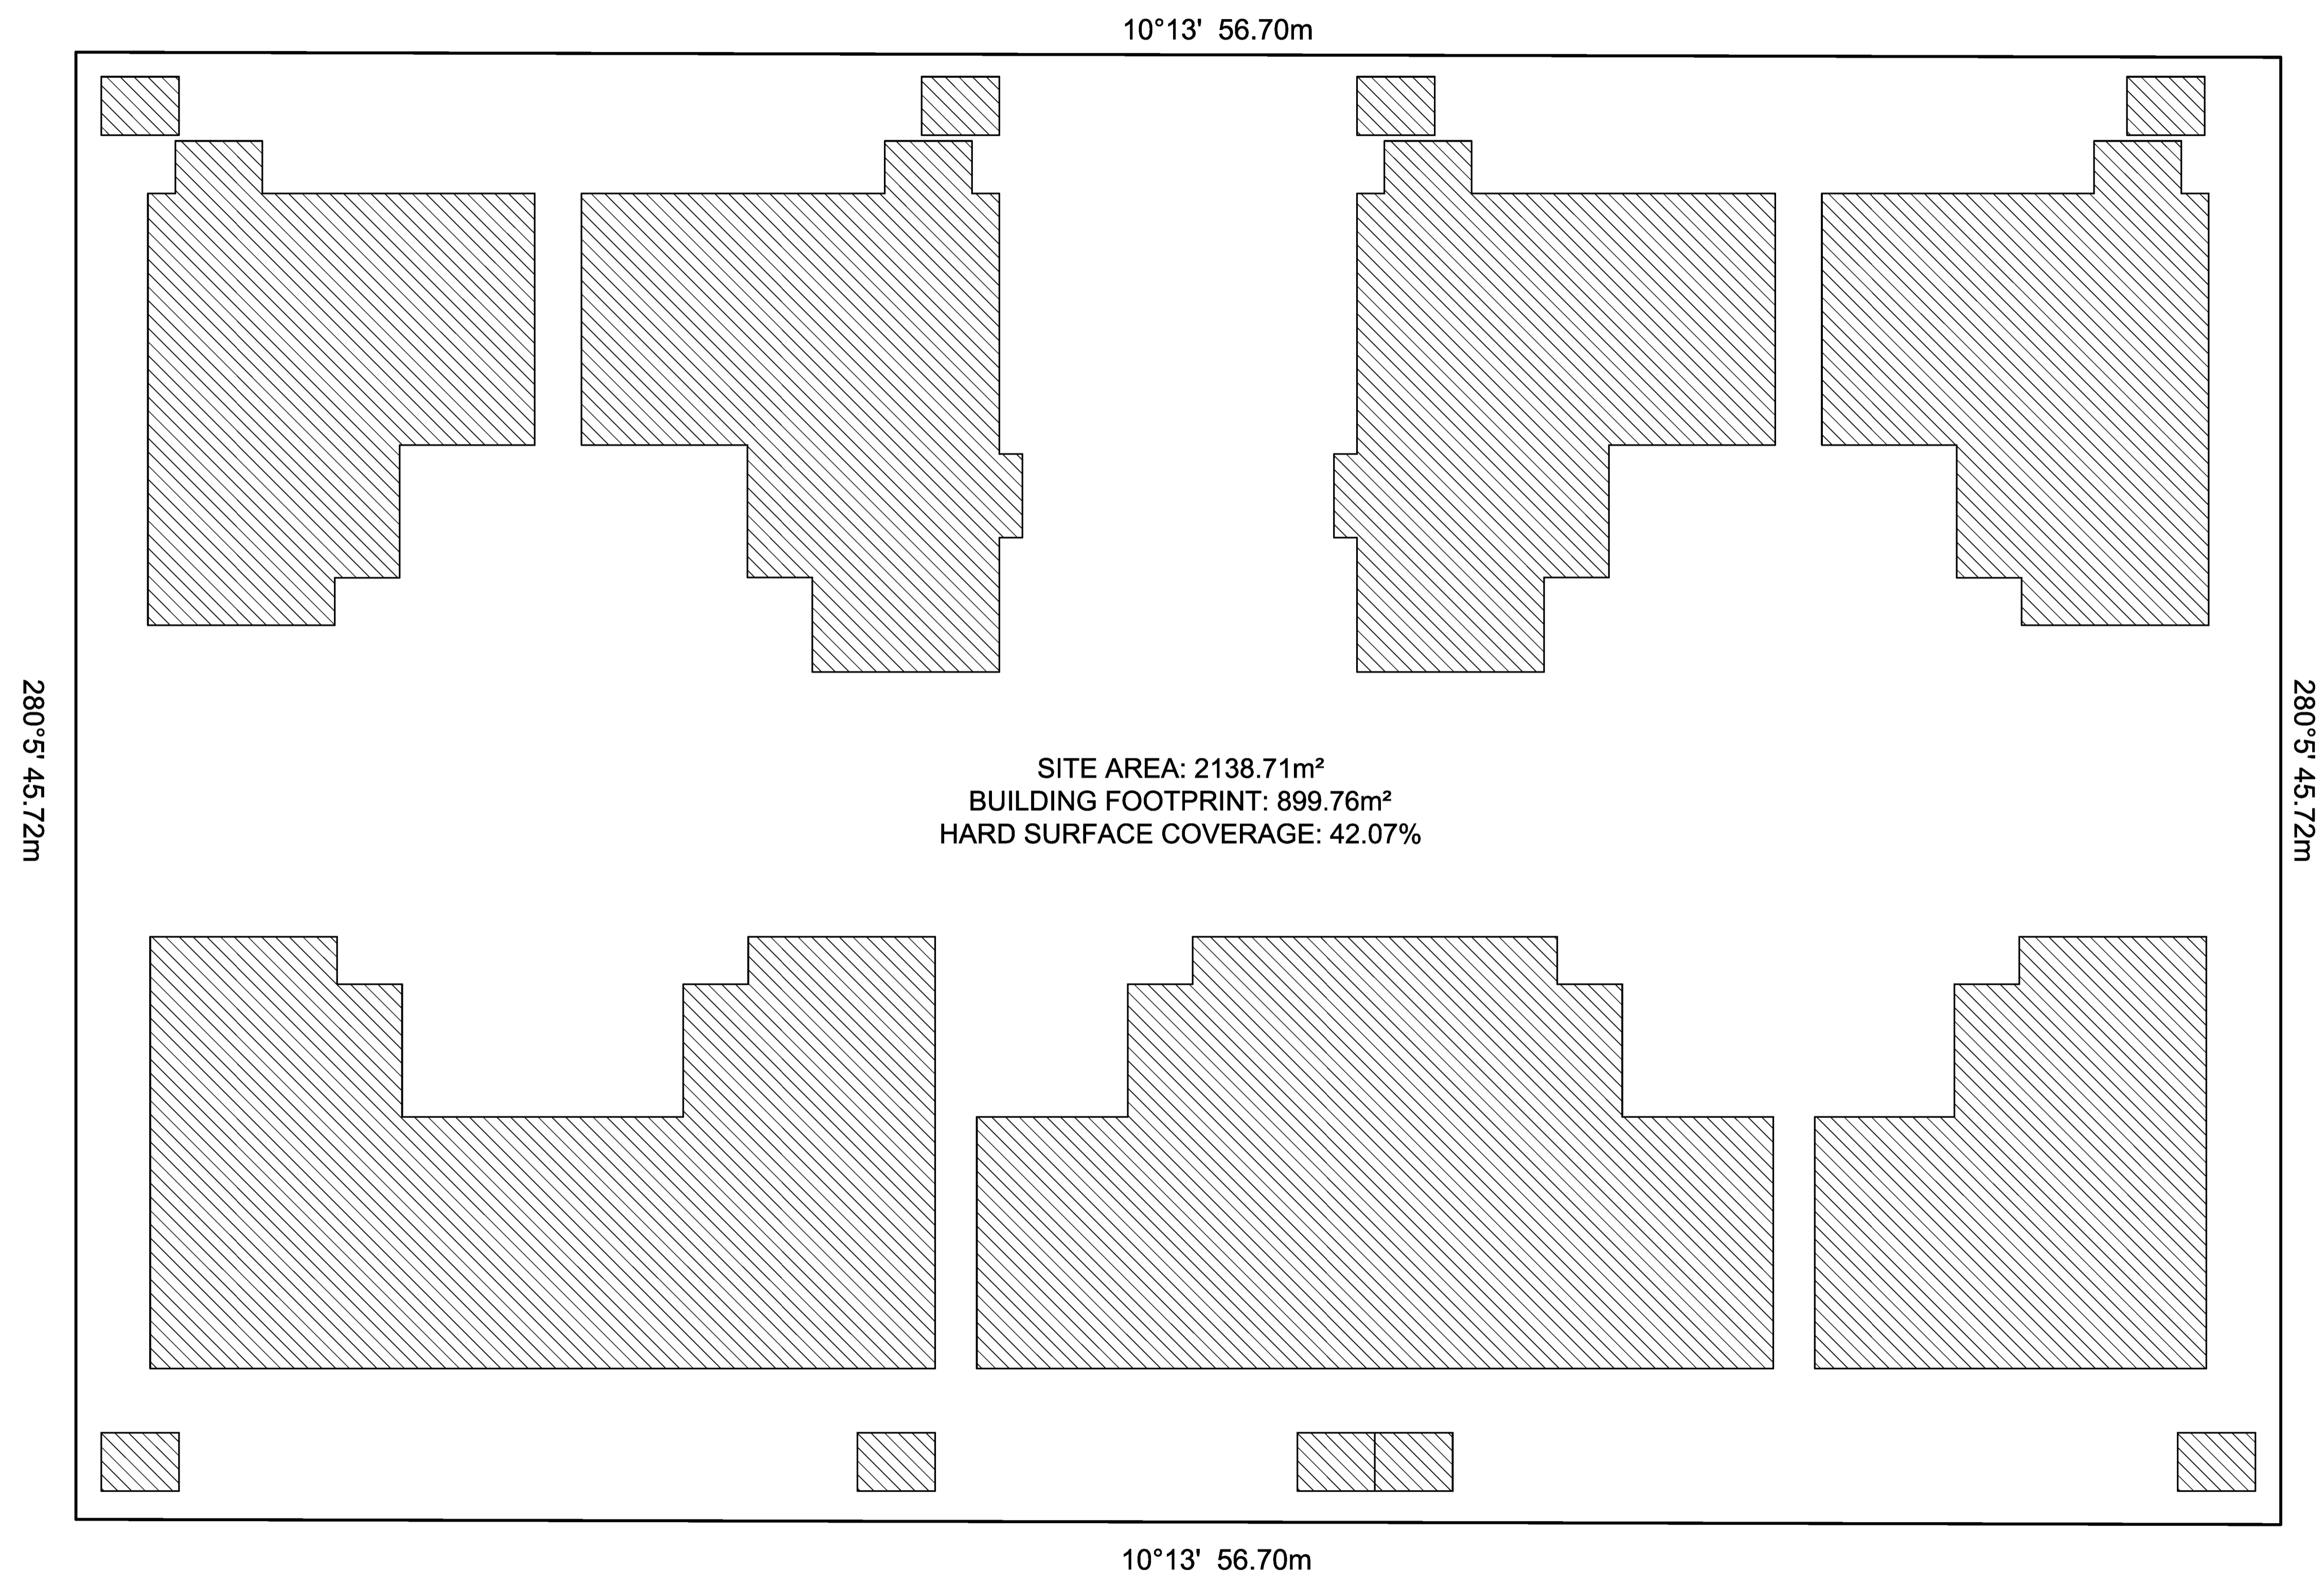 10°13' 56.70m
280°5' 45.72m
280°5' 45.72m
SITE AREA: 2138.71m²
BUILDING FOOTPRINT: 899.76m²
HARD SURFACE COVERAGE: 42.07%
10°13' 56.70m